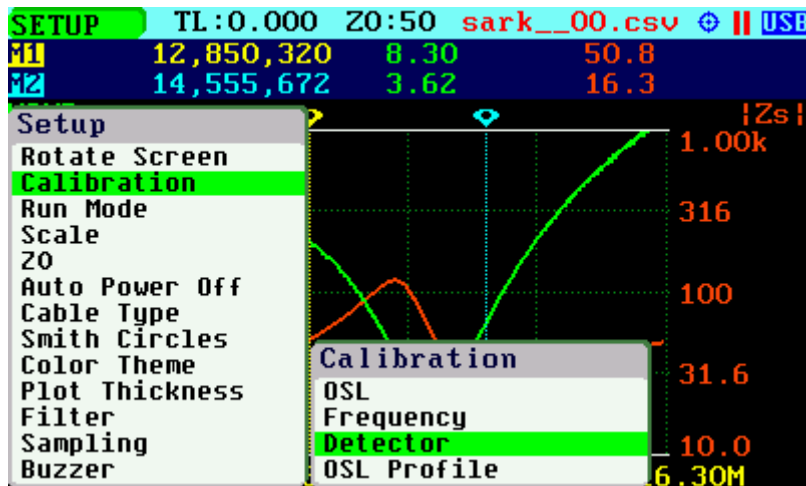 SETUP TL:0.000 Z0:50 sark__00.csv USB
M1 12,850,320 8.30 50.8
M2 14,555,672 3.62 16.3
|Zs|
Setup
Rotate Screen
Calibration
Run Mode
Scale
Z0
Auto Power Off
Cable Type
Smith Circles
Color Theme
Plot Thickness
Filter
Sampling
Buzzer
Calibration
OSL
Frequency
Detector
OSL Profile
1.00k
316
100
31.6
10.0
6.30M